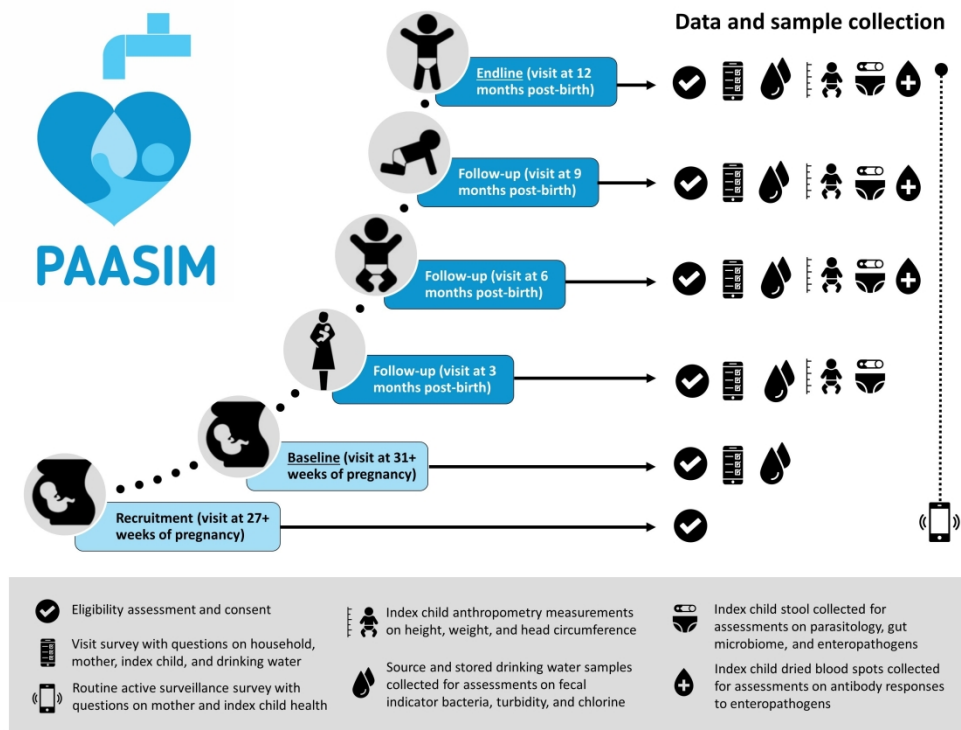 Data and sample collection
Endline (visit at 12
months post-birth)
Follow-up (visit at 9
months post-birth)
PAASIM
Follow-up (visit at 6
months post-birth)
Follow-up (visit at 3
months post-birth)
Baseline (visit at 31+
weeks of pregnancy)
Recruitment (visit at 27+
weeks of pregnancy)
Eligibility assessment and consent
Visit survey with questions on household,
mother, index child, and drinking water
Routine active surveillance survey with
questions on mother and index child health
Index child anthropometry measurements
on height, weight, and head circumference
Source and stored drinking water samples
collected for assessments on fecal
indicator bacteria, turbidity, and chlorine
Index child stool collected for
assessments on parasitology, gut
microbiome, and enteropathogens
Index child dried blood spots collected
for assessments on antibody responses
to enteropathogens